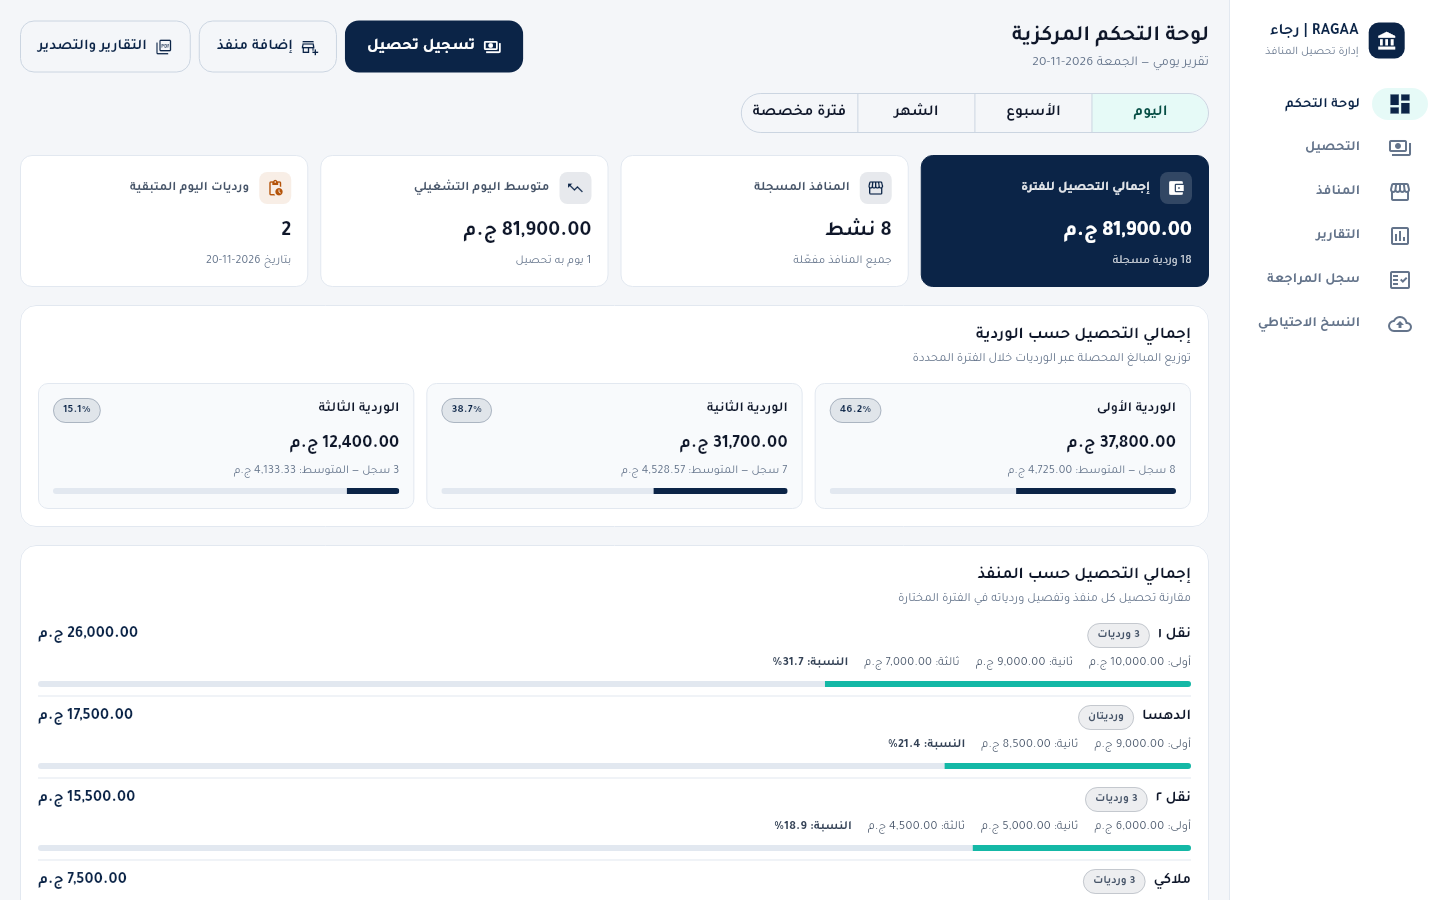 RAGAA | رجاء
إدارة تحصيل المنافذ
لوحة التحكم
التحصيل
المنافذ
التقارير
سجل المراجعة
النسخ الاحتياطي
لوحة التحكم المركزية
تقرير يومي – الجمعة 2026-11-20
تسجيل تحصيل
إضافة منفذ
التقارير والتصدير
اليوم
الأسبوع
الشهر
فترة مخصصة
إجمالي التحصيل للفترة
81,900.00 ج.م
18 وردية مسجلة
المنافذ المسجلة
8 نشط
جميع المنافذ مفعّلة
متوسط اليوم التشغيلي
81,900.00 ج.م
1 يوم به تحصيل
ورديات اليوم المتبقية
2
بتاريخ 2026-11-20
إجمالي التحصيل حسب الوردية
توزيع المبالغ المحصلة عبر الورديات خلال الفترة المحددة
الوردية الأولى 46.2%
37,800.00 ج.م
8 سجل – المتوسط: 4,725.00 ج.م
الوردية الثانية 38.7%
31,700.00 ج.م
7 سجل – المتوسط: 4,528.57 ج.م
الوردية الثالثة 15.1%
12,400.00 ج.م
3 سجل – المتوسط: 4,133.33 ج.م
إجمالي التحصيل حسب المنفذ
مقارنة تحصيل كل منفذ وتفصيل وردياته في الفترة المختارة
نقل ١ 3 ورديات 26,000.00 ج.م
أولى: 10,000.00 ج.م ثانية: 9,000.00 ج.م ثالثة: 7,000.00 ج.م النسبة: 31.7%
الدهسا ورديتان 17,500.00 ج.م
أولى: 9,000.00 ج.م ثانية: 8,500.00 ج.م النسبة: 21.4%
نقل ٢ 3 ورديات 15,500.00 ج.م
أولى: 6,000.00 ج.م ثانية: 5,000.00 ج.م ثالثة: 4,500.00 ج.م النسبة: 18.9%
ملاكي 3 ورديات 7,500.00 ج.م